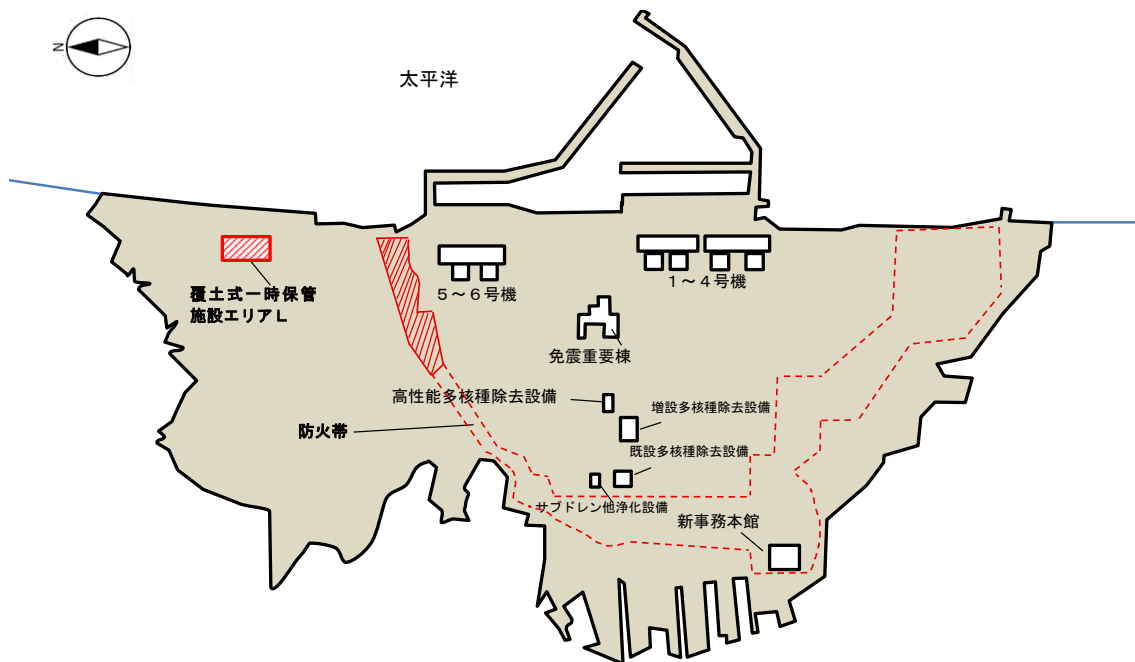 N
太平洋
５～６号機
１～４号機
覆土式一時保管
施設エリアＬ
免震重要棟
高性能多核種除去設備
増設多核種除去設備
防火帯
既設多核種除去設備
サブドレン他浄化設備
新事務本館